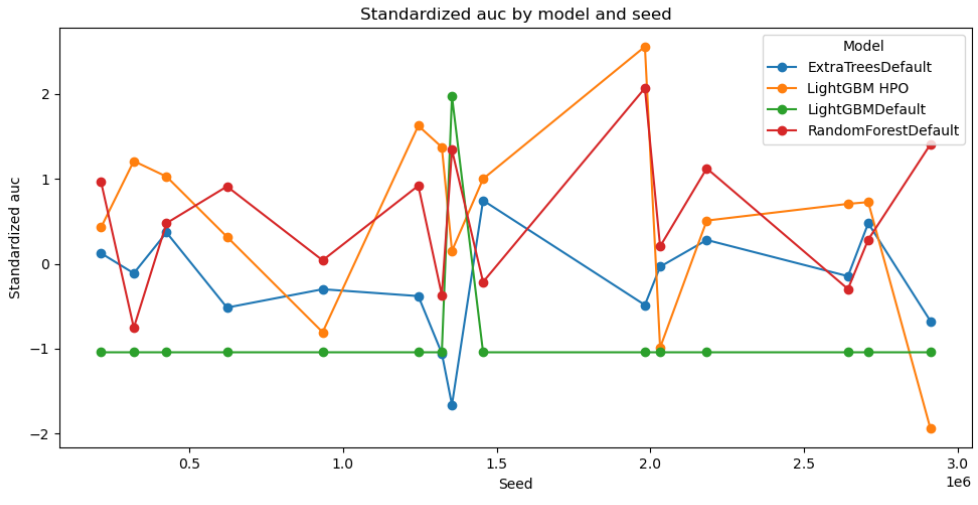 Standardized auc by model and seed
Model
ExtraTreesDefault
LightGBM HPO
LightGBMDefault
RandomForestDefault
Standardized auc
2
1
0
−1
−2
0.5
1.0
1.5
2.0
2.5
3.0
1e6
Seed